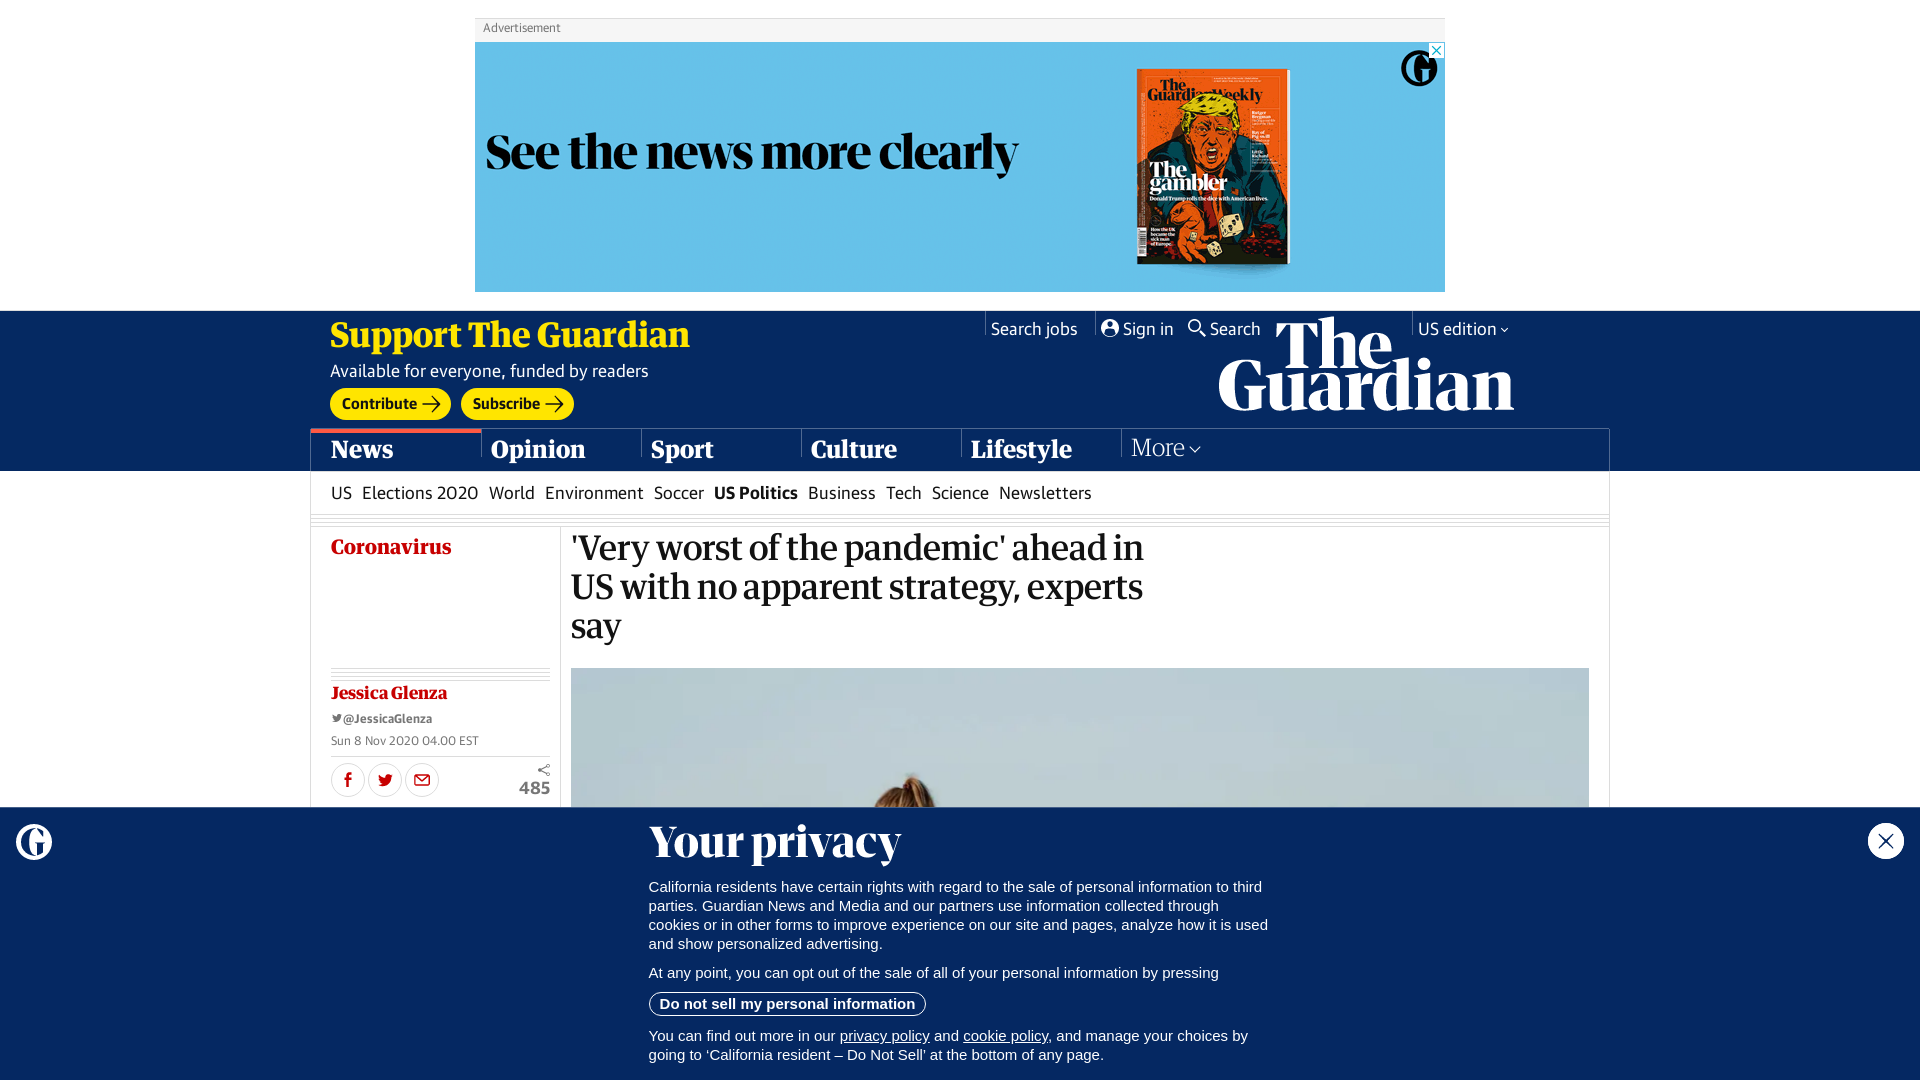 Advertisement
See the news more clearly
The
Guardian Weekly
The
gambler
Donald Trump rolls the dice with American lives.
How the UK
became the
sick man
of Europe
Support The Guardian
Available for everyone, funded by readers
Contribute
Subscribe
Search jobs
Sign in
Search
US edition
The
Guardian
News
Opinion
Sport
Culture
Lifestyle
More
US
Elections 2020
World
Environment
Soccer
US Politics
Business
Tech
Science
Newsletters
Coronavirus
'Very worst of the pandemic' ahead in
US with no apparent strategy, experts
say
Jessica Glenza
@JessicaGlenza
Sun 8 Nov 2020 04.00 EST
485
Your privacy
California residents have certain rights with regard to the sale of personal information to third
parties. Guardian News and Media and our partners use information collected through
cookies or in other forms to improve experience on our site and pages, analyze how it is used
and show personalized advertising.
At any point, you can opt out of the sale of all of your personal information by pressing
Do not sell my personal information
You can find out more in our privacy policy and cookie policy, and manage your choices by
going to ‘California resident – Do Not Sell’ at the bottom of any page.